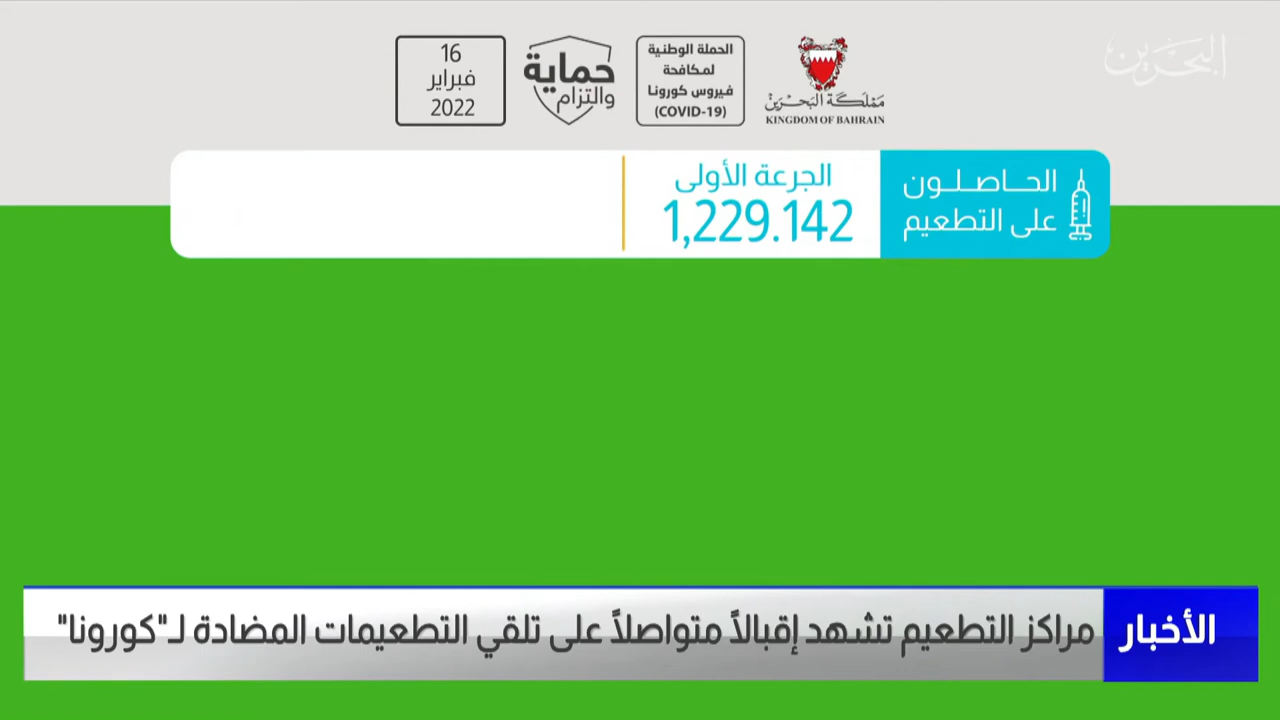 البحرين
مملكة البحرين
KINGDOM OF BAHRAIN
الحملة الوطنية
لمكافحة
فيروس كورونا
(COVID-19)
حماية
والتزام
16
فبراير
2022
الحاصلون
على التطعيم
الجرعة الأولى
1,229.142
الأخبار
مراكز التطعيم تشهد إقبالاً متواصلاً على تلقي التطعيمات المضادة لـ"كورونا"